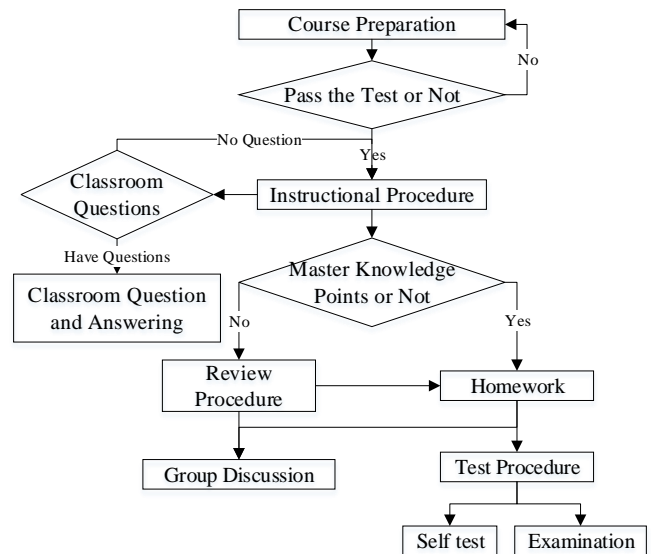 Course Preparation
No
Pass the Test or Not
No Question
Yes
Classroom
Questions
Instructional Procedure
Have Questions
Master Knowledge
Points or Not
Classroom Question
and Answering
No
Yes
Review
Procedure
Homework
Group Discussion
Test Procedure
Self test
Examination